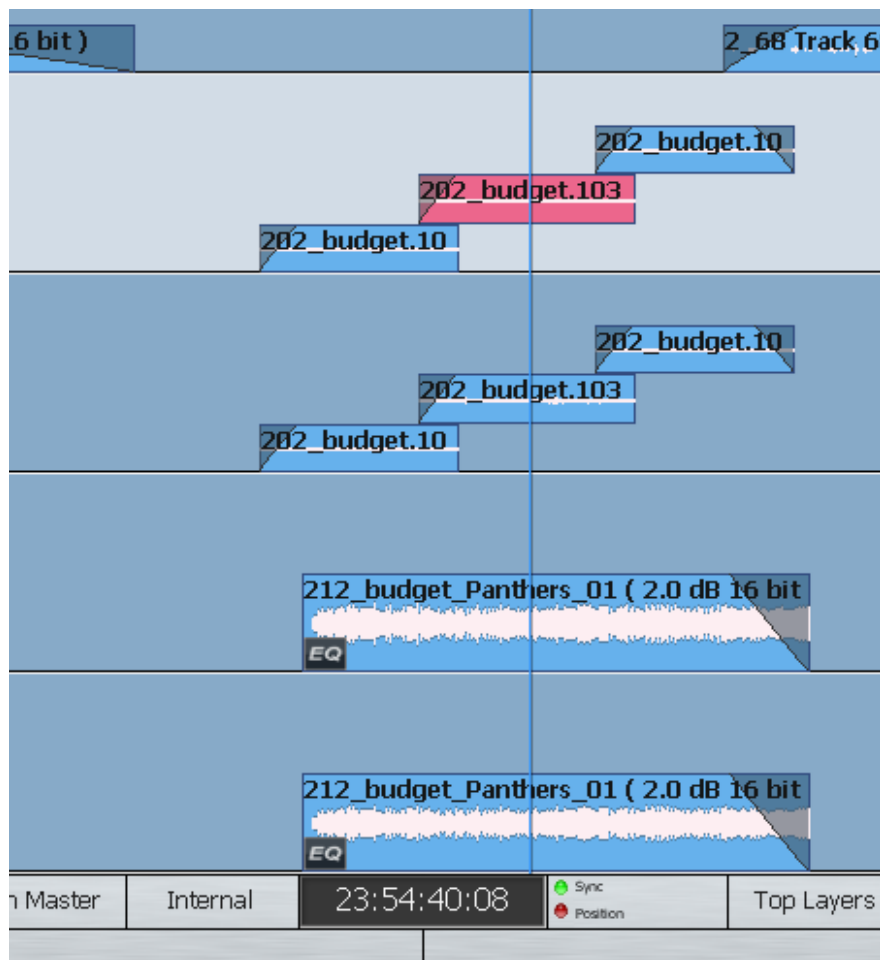 .6 bit )
2_68 Track 6
202_budget.10
202_budget.103
202_budget.10
202_budget.10
202_budget.103
202_budget.10
212_budget_Panthers_01 ( 2.0 dB 16 bit
EQ
212_budget_Panthers_01 ( 2.0 dB 16 bit
EQ
Master
Internal
23:54:40:08
Sync
Position
Top Layers